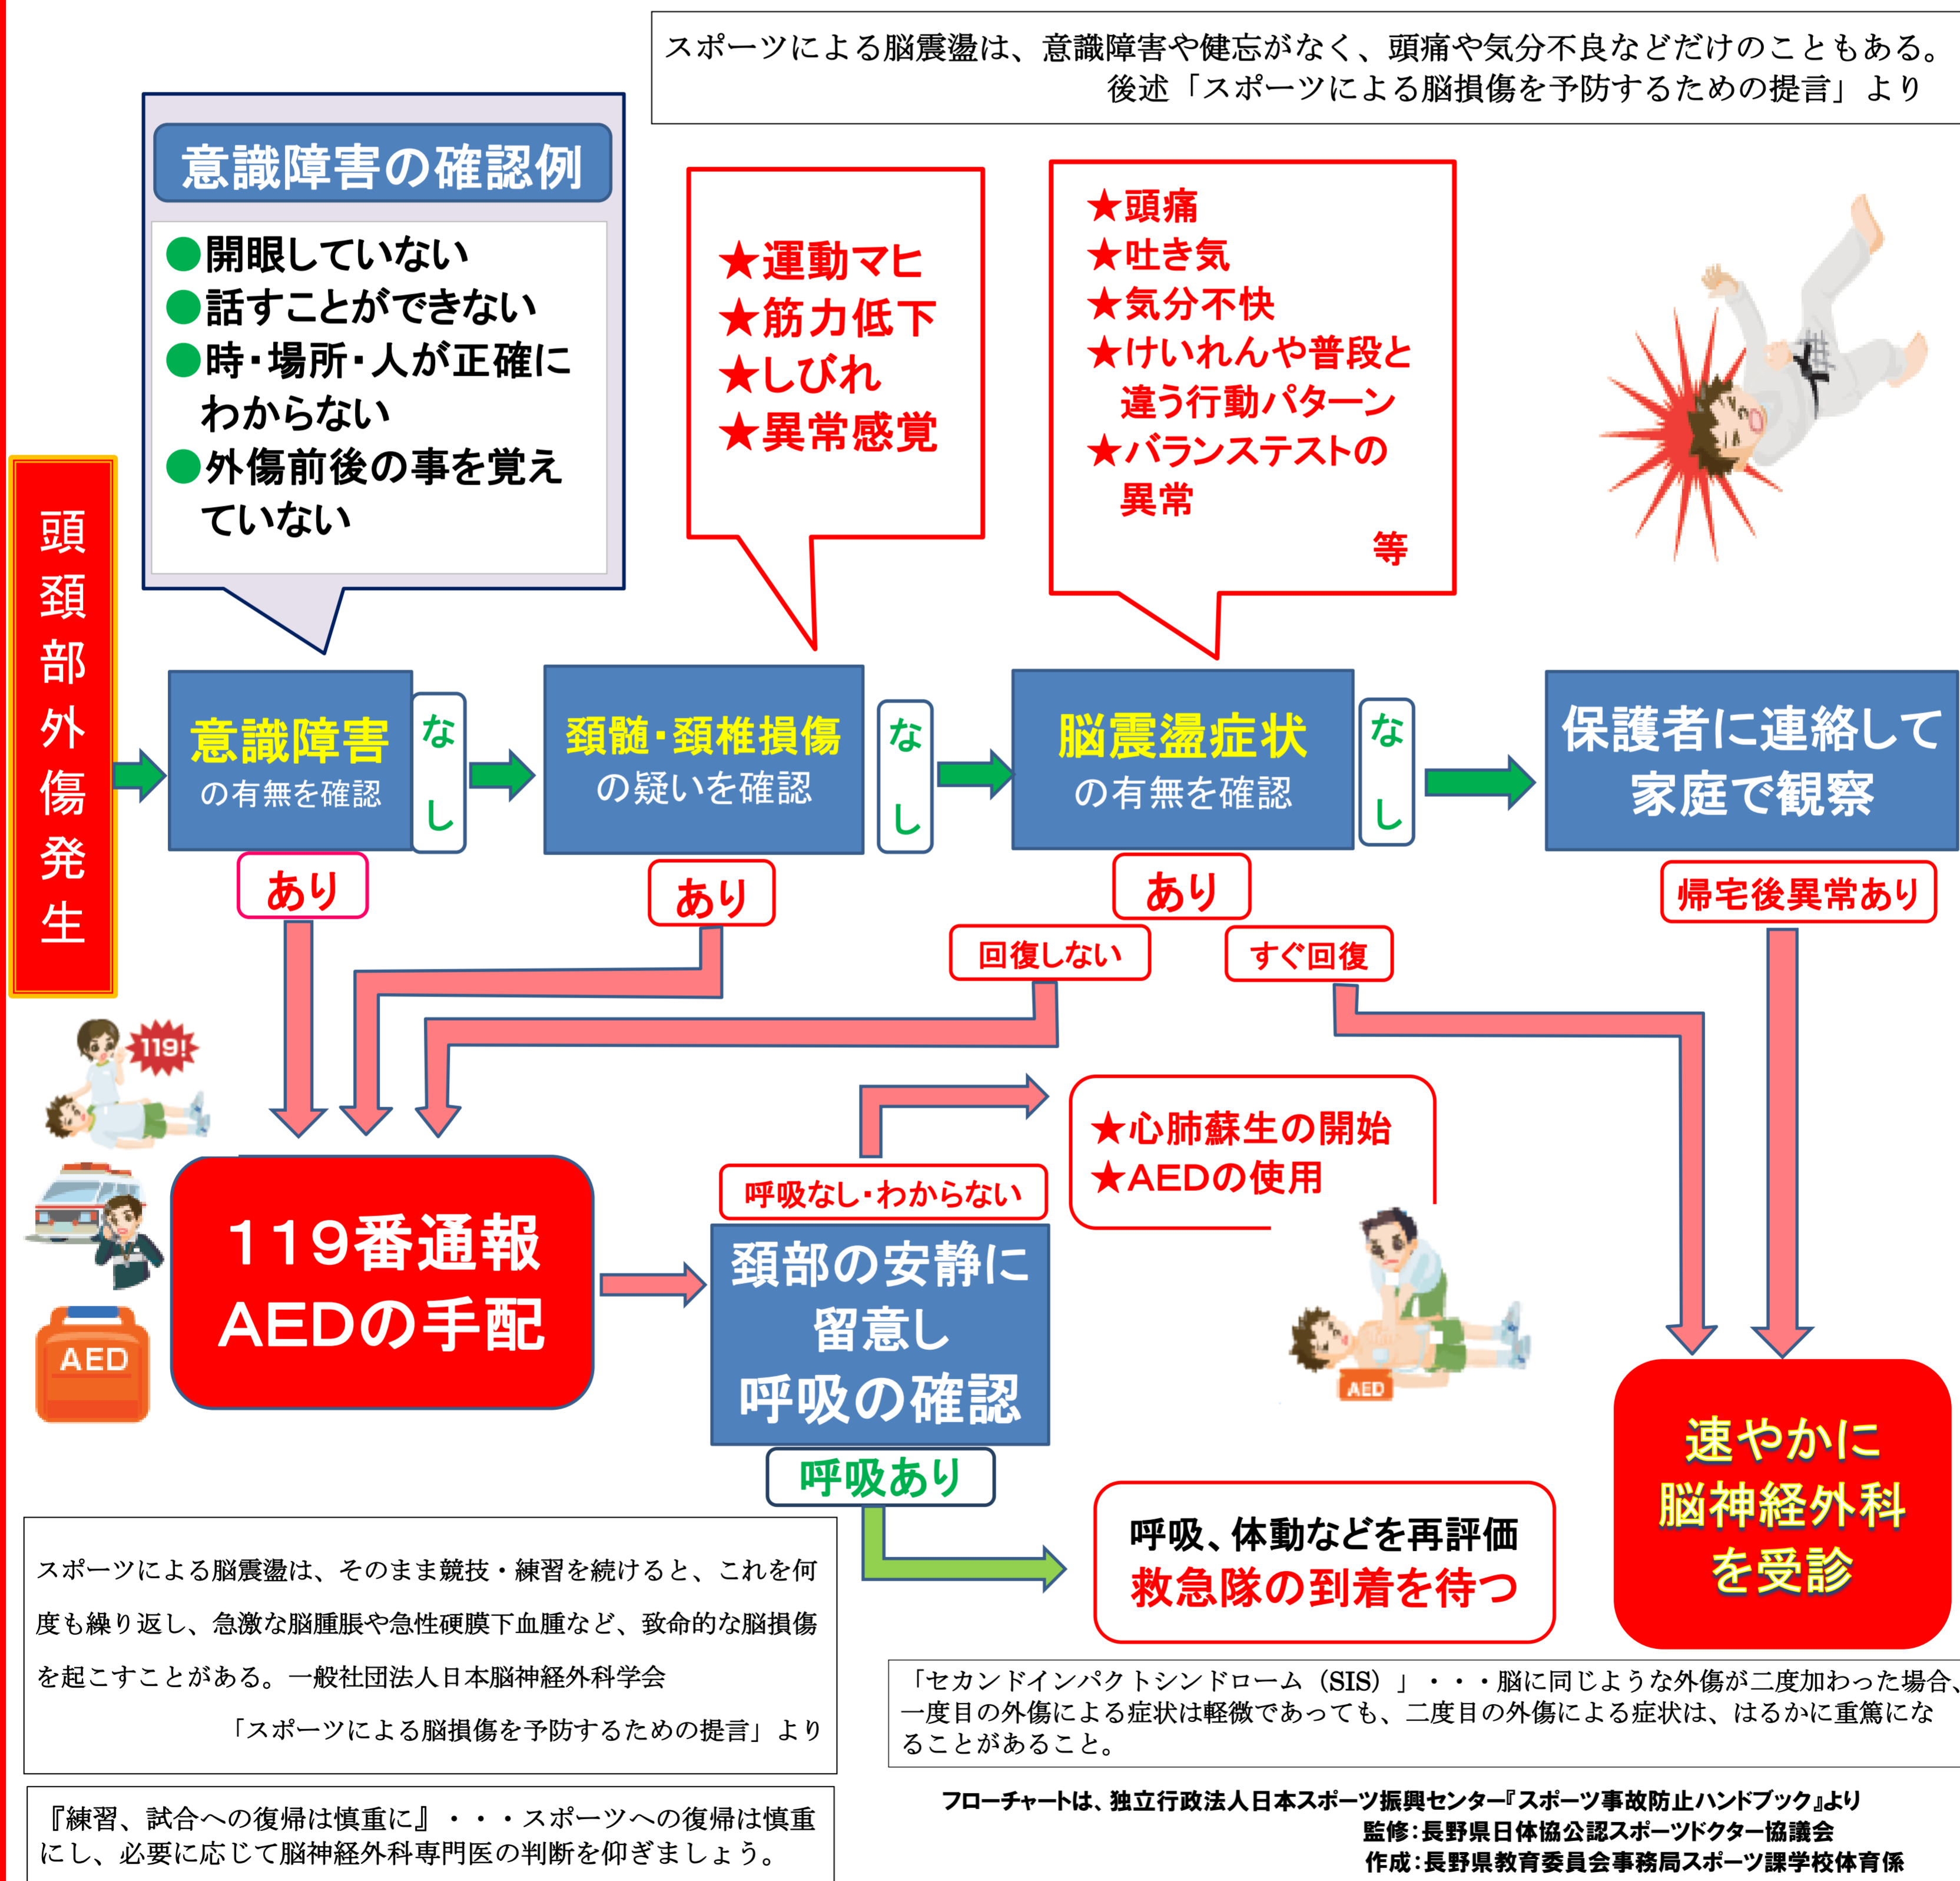 スポーツによる脳震盪は、意識障害や健忘がなく、頭痛や気分不良などだけのこともある。
後述「スポーツによる脳損傷を予防するための提言」より
意識障害の確認例
●開眼していない
●話すことができない
●時・場所・人が正確に
わからない
●外傷前後の事を覚え
ていない
★運動マヒ
★筋力低下
★しびれ
★異常感覚
★頭痛
★吐き気
★気分不快
★けいれんや普段と
違う行動パターン
★バランステストの
異常
等
頭頚部外傷発生
意識障害
の有無を確認
なし
頚髄・頚椎損傷
の疑いを確認
なし
脳震盪症状
の有無を確認
なし
保護者に連絡して
家庭で観察
あり
あり
あり
帰宅後異常あり
回復しない
すぐ回復
119!
119番通報
AEDの手配
AED
呼吸なし・わからない
頚部の安静に
留意し
呼吸の確認
呼吸あり
★心肺蘇生の開始
★AEDの使用
AED
呼吸、体動などを再評価
救急隊の到着を待つ
速やかに
脳神経外科
を受診
スポーツによる脳震盪は、そのまま競技・練習を続けると、これを何
度も繰り返し、急激な脳腫脹や急性硬膜下血腫など、致命的な脳損傷
を起こすことがある。一般社団法人日本脳神経外科学会
「スポーツによる脳損傷を予防するための提言」より
「セカンドインパクトシンドローム（SIS）」・・・脳に同じような外傷が二度加わった場合、
一度目の外傷による症状は軽微であっても、二度目の外傷による症状は、はるかに重篤にな
ることがあること。
『練習、試合への復帰は慎重に』・・・スポーツへの復帰は慎重
にし、必要に応じて脳神経外科専門医の判断を仰ぎましょう。
フローチャートは、独立行政法人日本スポーツ振興センター『スポーツ事故防止ハンドブック』より
監修：長野県日体協公認スポーツドクター協議会
作成：長野県教育委員会事務局スポーツ課学校体育係